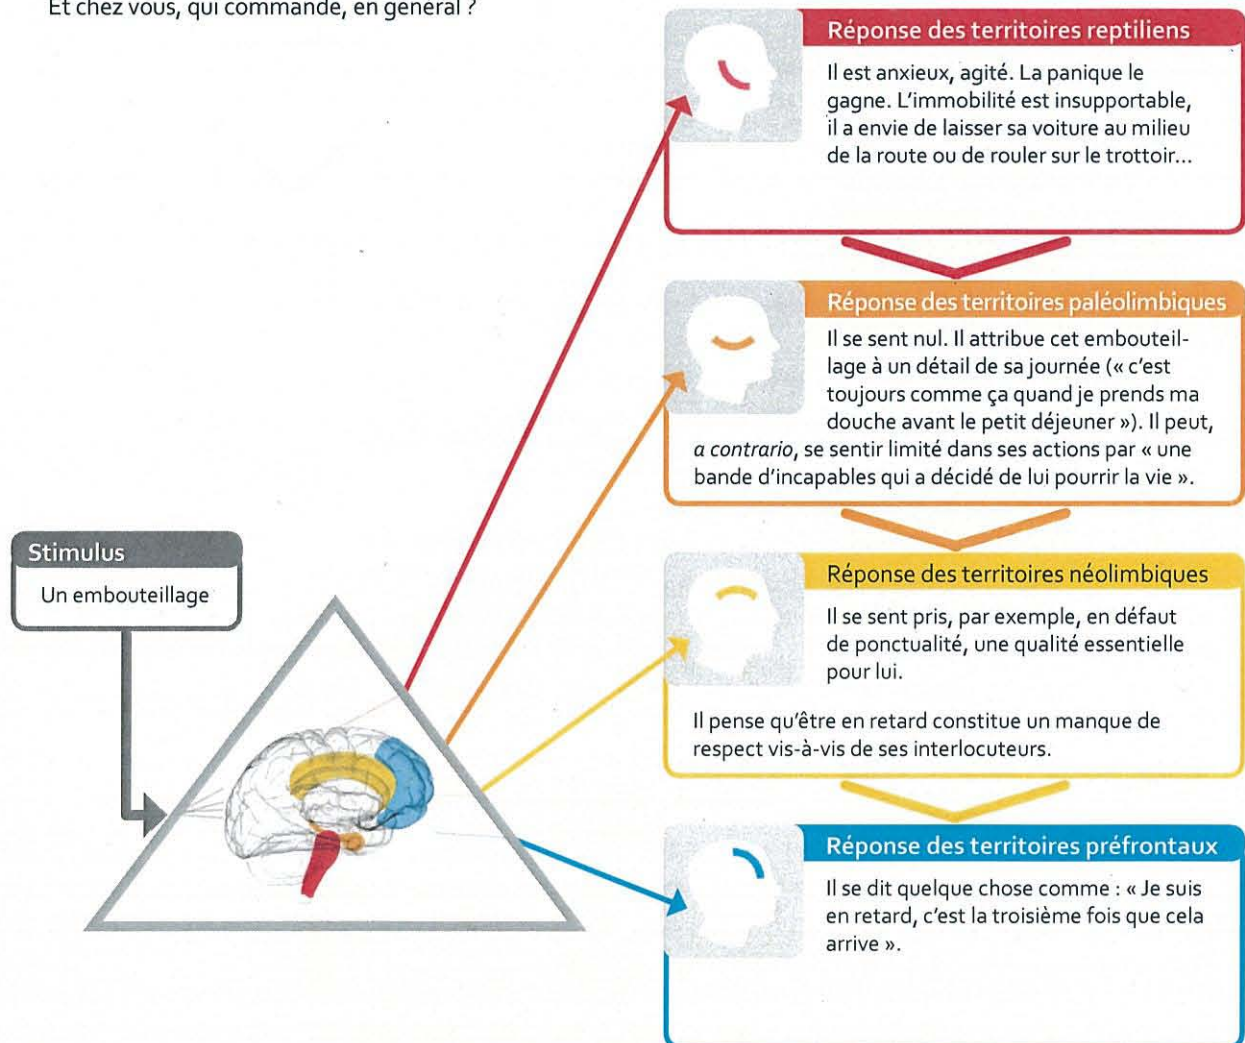 Et chez vous, qui commande, en général ?
Réponse des territoires reptiliens
Il est anxieux, agité. La panique le
gagne. L'immobilité est insupportable,
il a envie de laisser sa voiture au milieu
de la route ou de rouler sur le trottoir...
Réponse des territoires paléolimbiques
Il se sent nul. Il attribue cet embouteil-
lage à un détail de sa journée (« c'est
toujours comme ça quand je prends ma
douche avant le petit déjeuner »). Il peut,
a contrario, se sentir limité dans ses actions par « une
bande d'incapables qui a décidé de lui pourrir la vie ».
Stimulus
Un embouteillage
Réponse des territoires néolimbiques
Il se sent pris, par exemple, en défaut
de ponctualité, une qualité essentielle
pour lui.
Il pense qu'être en retard constitue un manque de
respect vis-à-vis de ses interlocuteurs.
Réponse des territoires préfrontaux
Il se dit quelque chose comme : « Je suis
en retard, c'est la troisième fois que cela
arrive ».